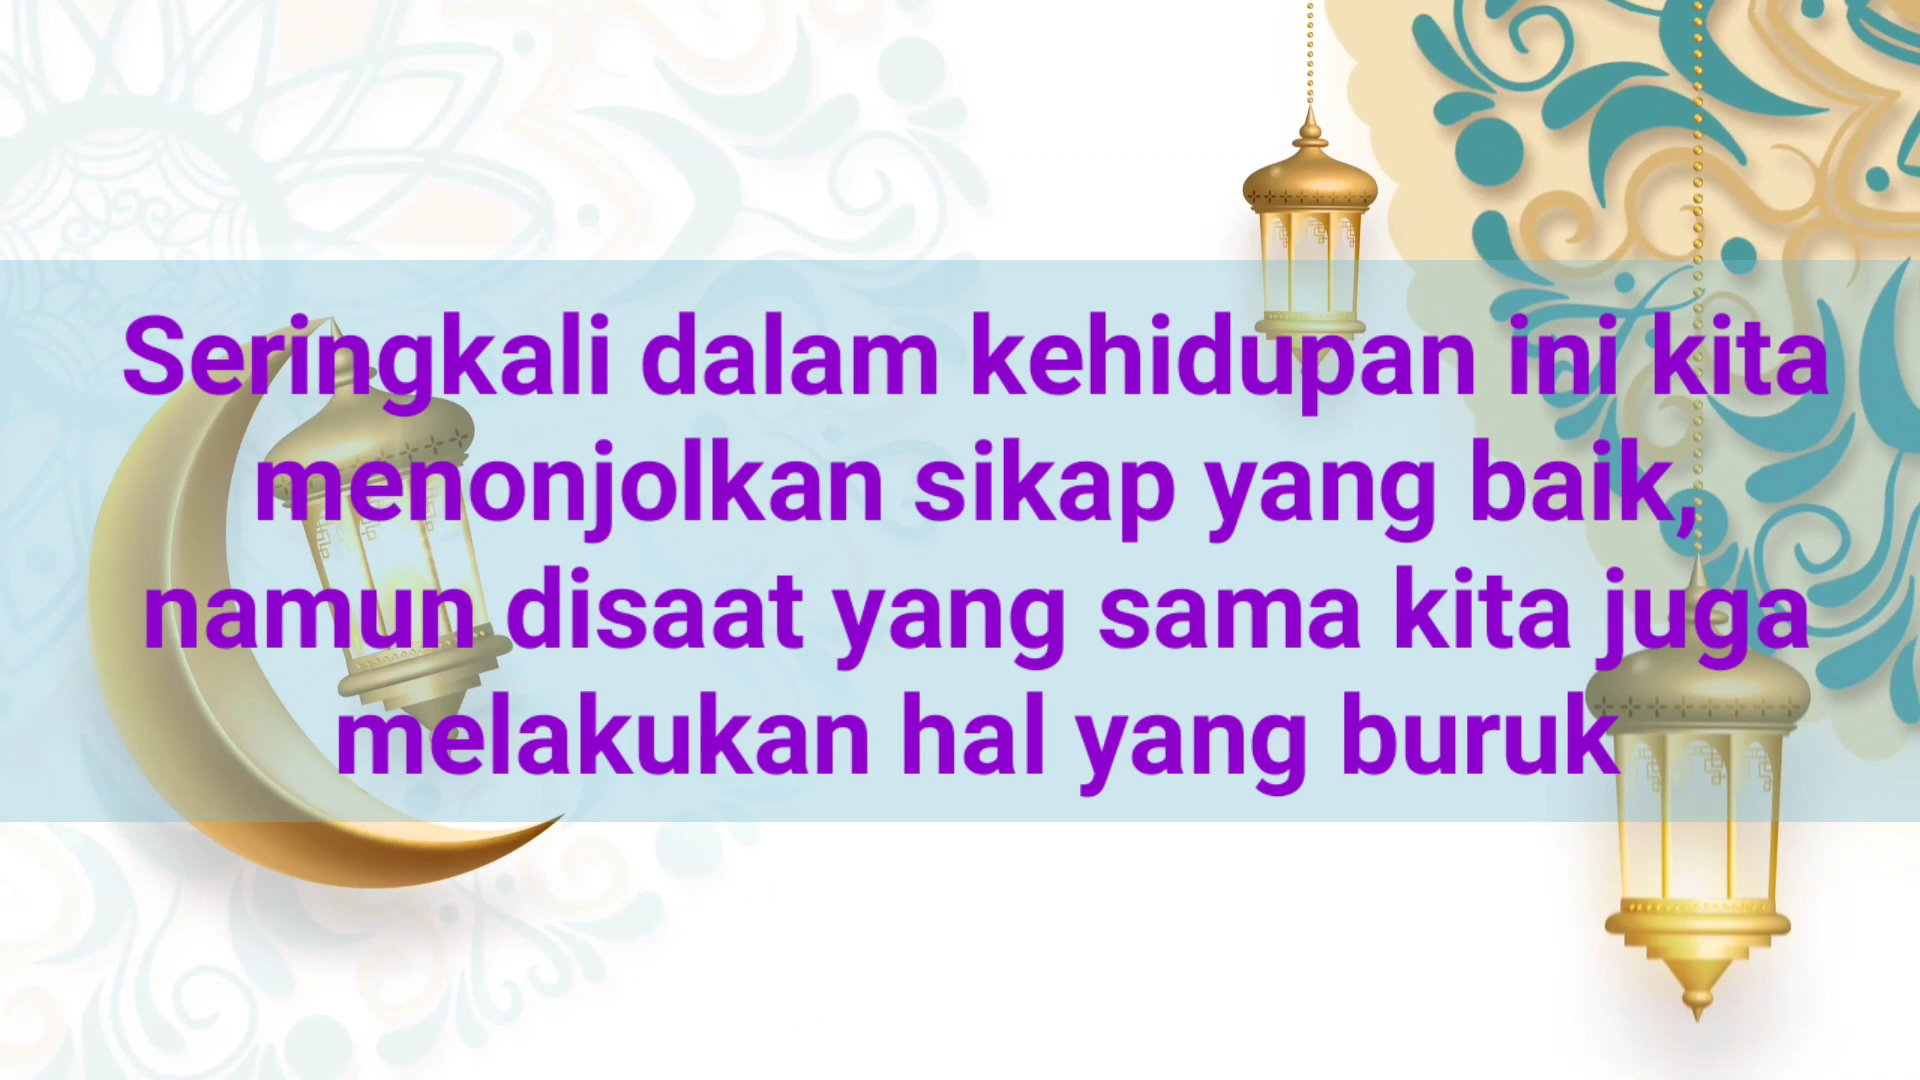 Seringkali dalam kehidupan ini kita
menonjolkan sikap yang baik,
namun disaat yang sama kita juga
melakukan hal yang buruk